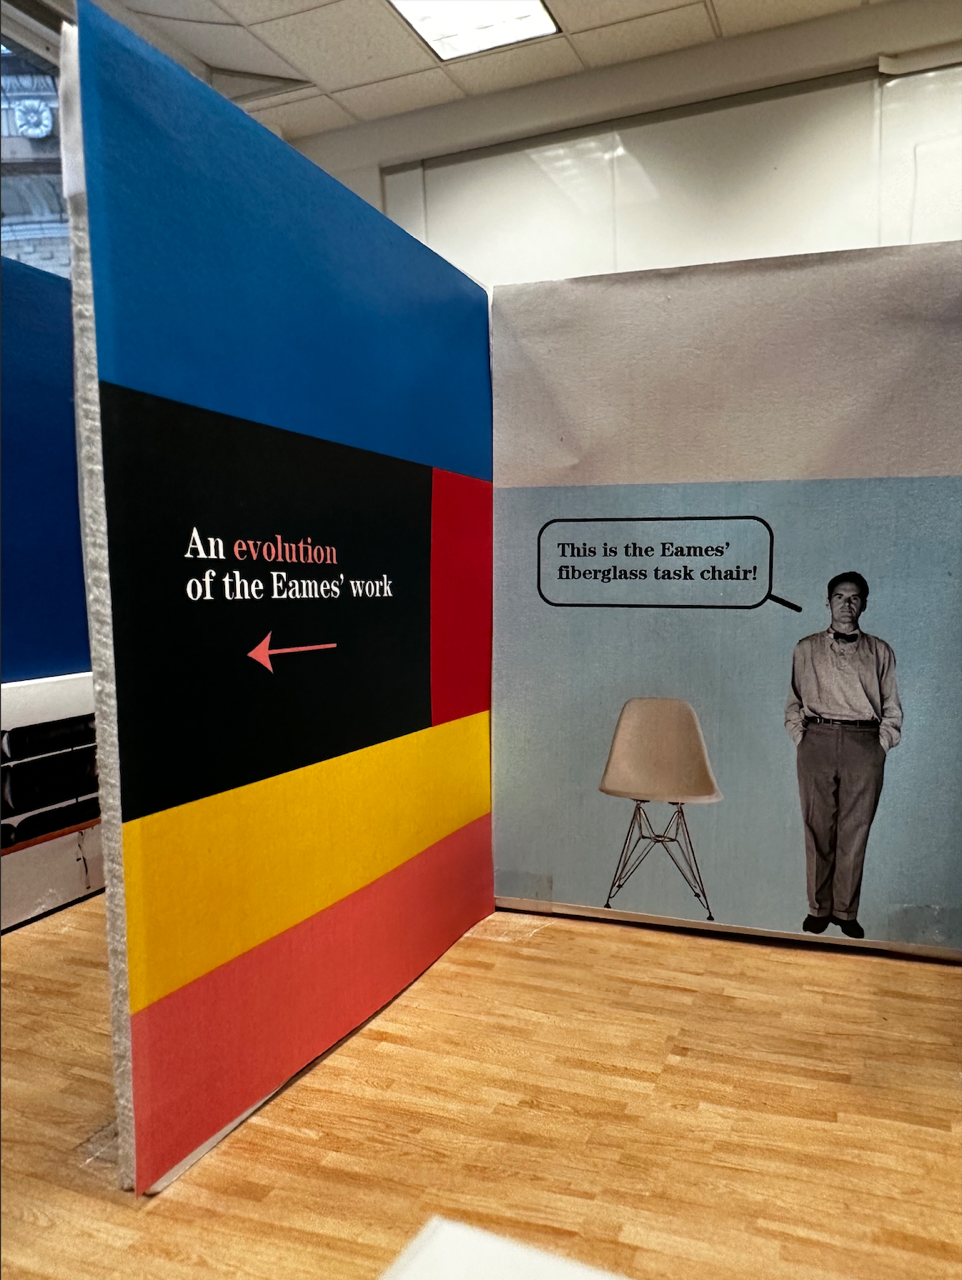 An evolution
of the Eames’ work
This is the Eames’
fiberglass task chair!